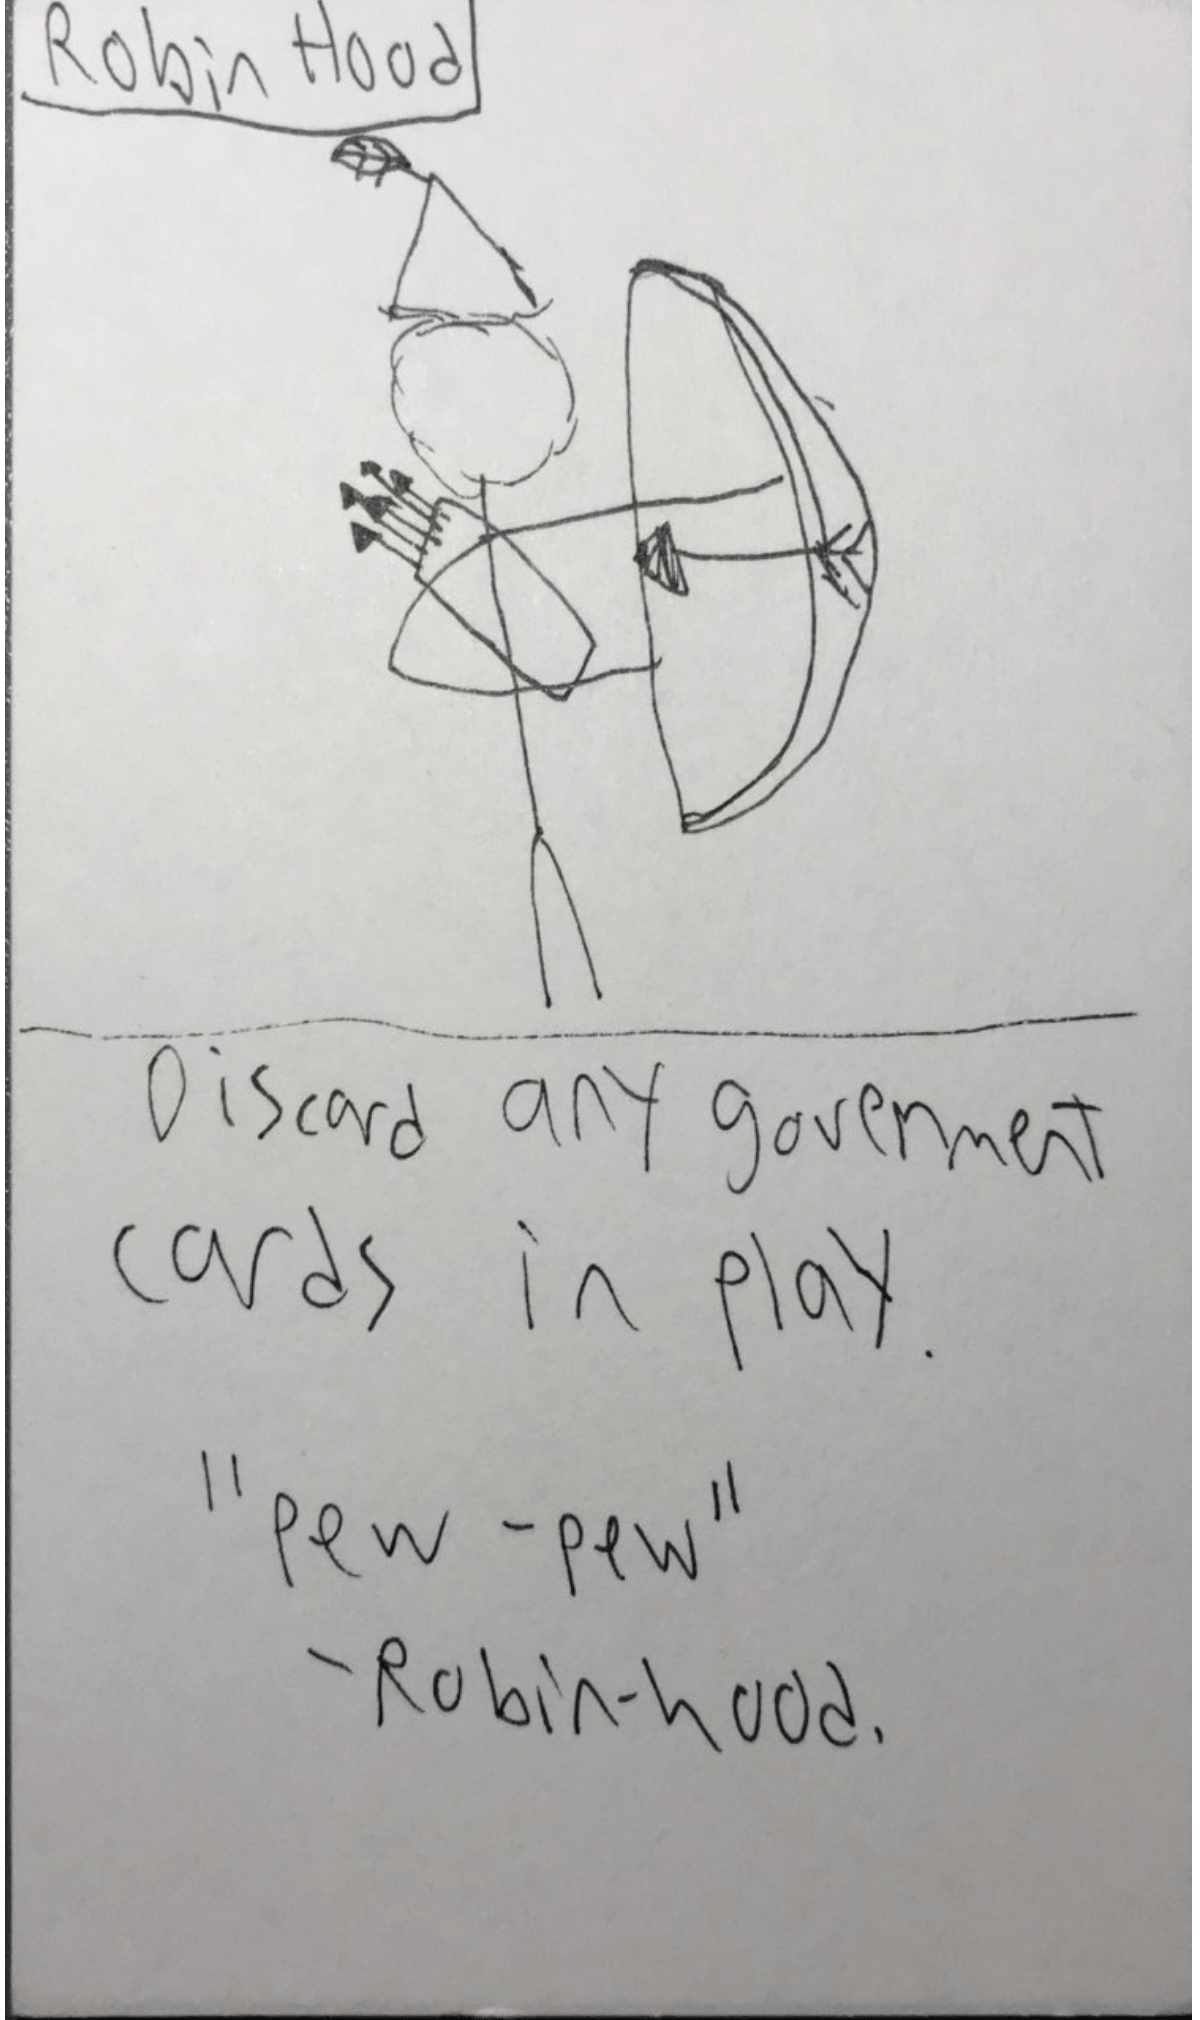 Robin Hood
Discard any government
cards in play.
"pew-pew"
-Robin-hood.